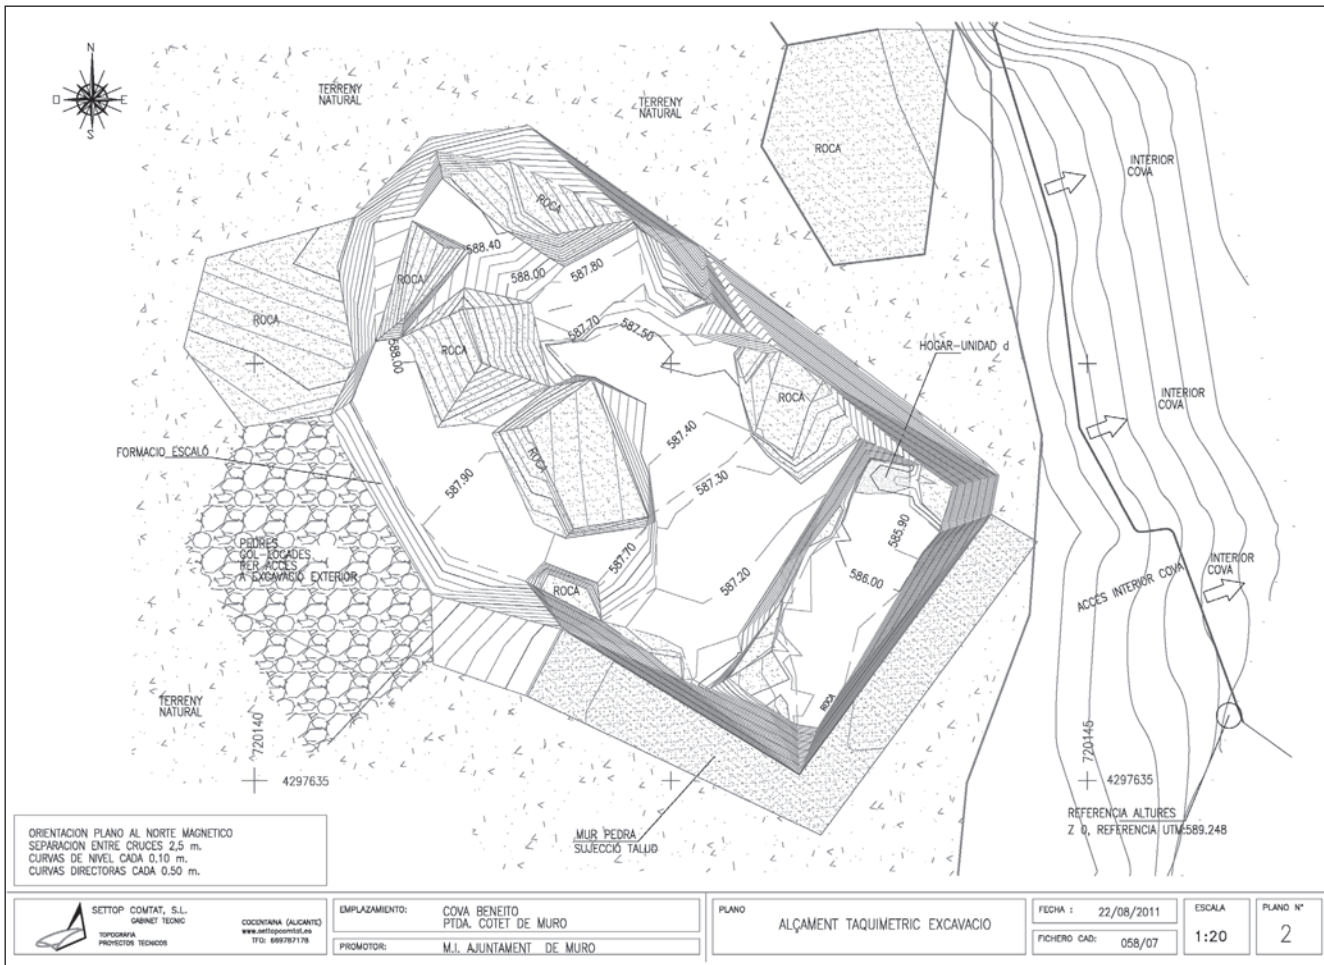 N
O
E
S
TERRENY
NATURAL
TERRENY
NATURAL
ROCA
INTERIOR
COVA
ROCA
588.40
ROCA
588.00
587.80
ROCA
587.70
587.50
588.00
ROCA
HOGAR-UNIDAD d
ROCA
INTERIOR
COVA
FORMACIO ESCALÓ
587.90
ROCA
587.40
587.30
585.90
PEDRES
COL-LOCADES
PER ACCES
A EXCAVACIÓ EXTERIOR
587.70
ROCA
587.20
586.00
INTERIOR
COVA
ACCES INTERIOR COVA
TERRENY
NATURAL
ROCA
720140
4297635
720145
4297635
REFERENCIA ALTURES
Z 0, REFERENCIA UTM:589.248
MUR PEDRA
SUJECCIÓ TALUD
ORIENTACION PLANO AL NORTE MAGNETICO
SEPARACION ENTRE CRUCES 2,5 m.
CURVAS DE NIVEL CADA 0.10 m.
CURVAS DIRECTORAS CADA 0.50 m.
SETTOP COMTAT, S.L.
GABINET TECNIC
TOPOGRAFIA
PROYECTOS TECNICOS
COCENTAINA (ALICANTE)
www.settopcomtat.es
TFO: 669787178
EMPLAZAMIENTO: COVA BENEITO
PTDA. COTET DE MURO
PROMOTOR: M.I. AJUNTAMENT DE MURO
PLANO
ALÇAMENT TAQUIMETRIC EXCAVACIO
FECHA : 22/08/2011
FICHERO CAD: 058/07
ESCALA
1:20
PLANO Nº
2